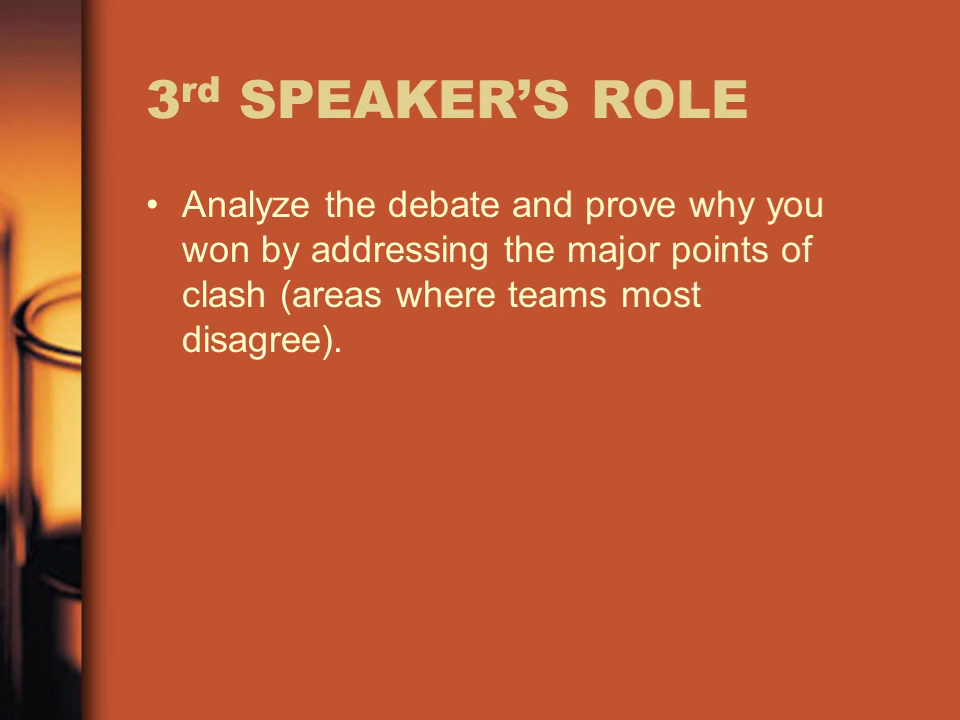 3rd SPEAKER’S ROLE
• Analyze the debate and prove why you
won by addressing the major points of
clash (areas where teams most
disagree).